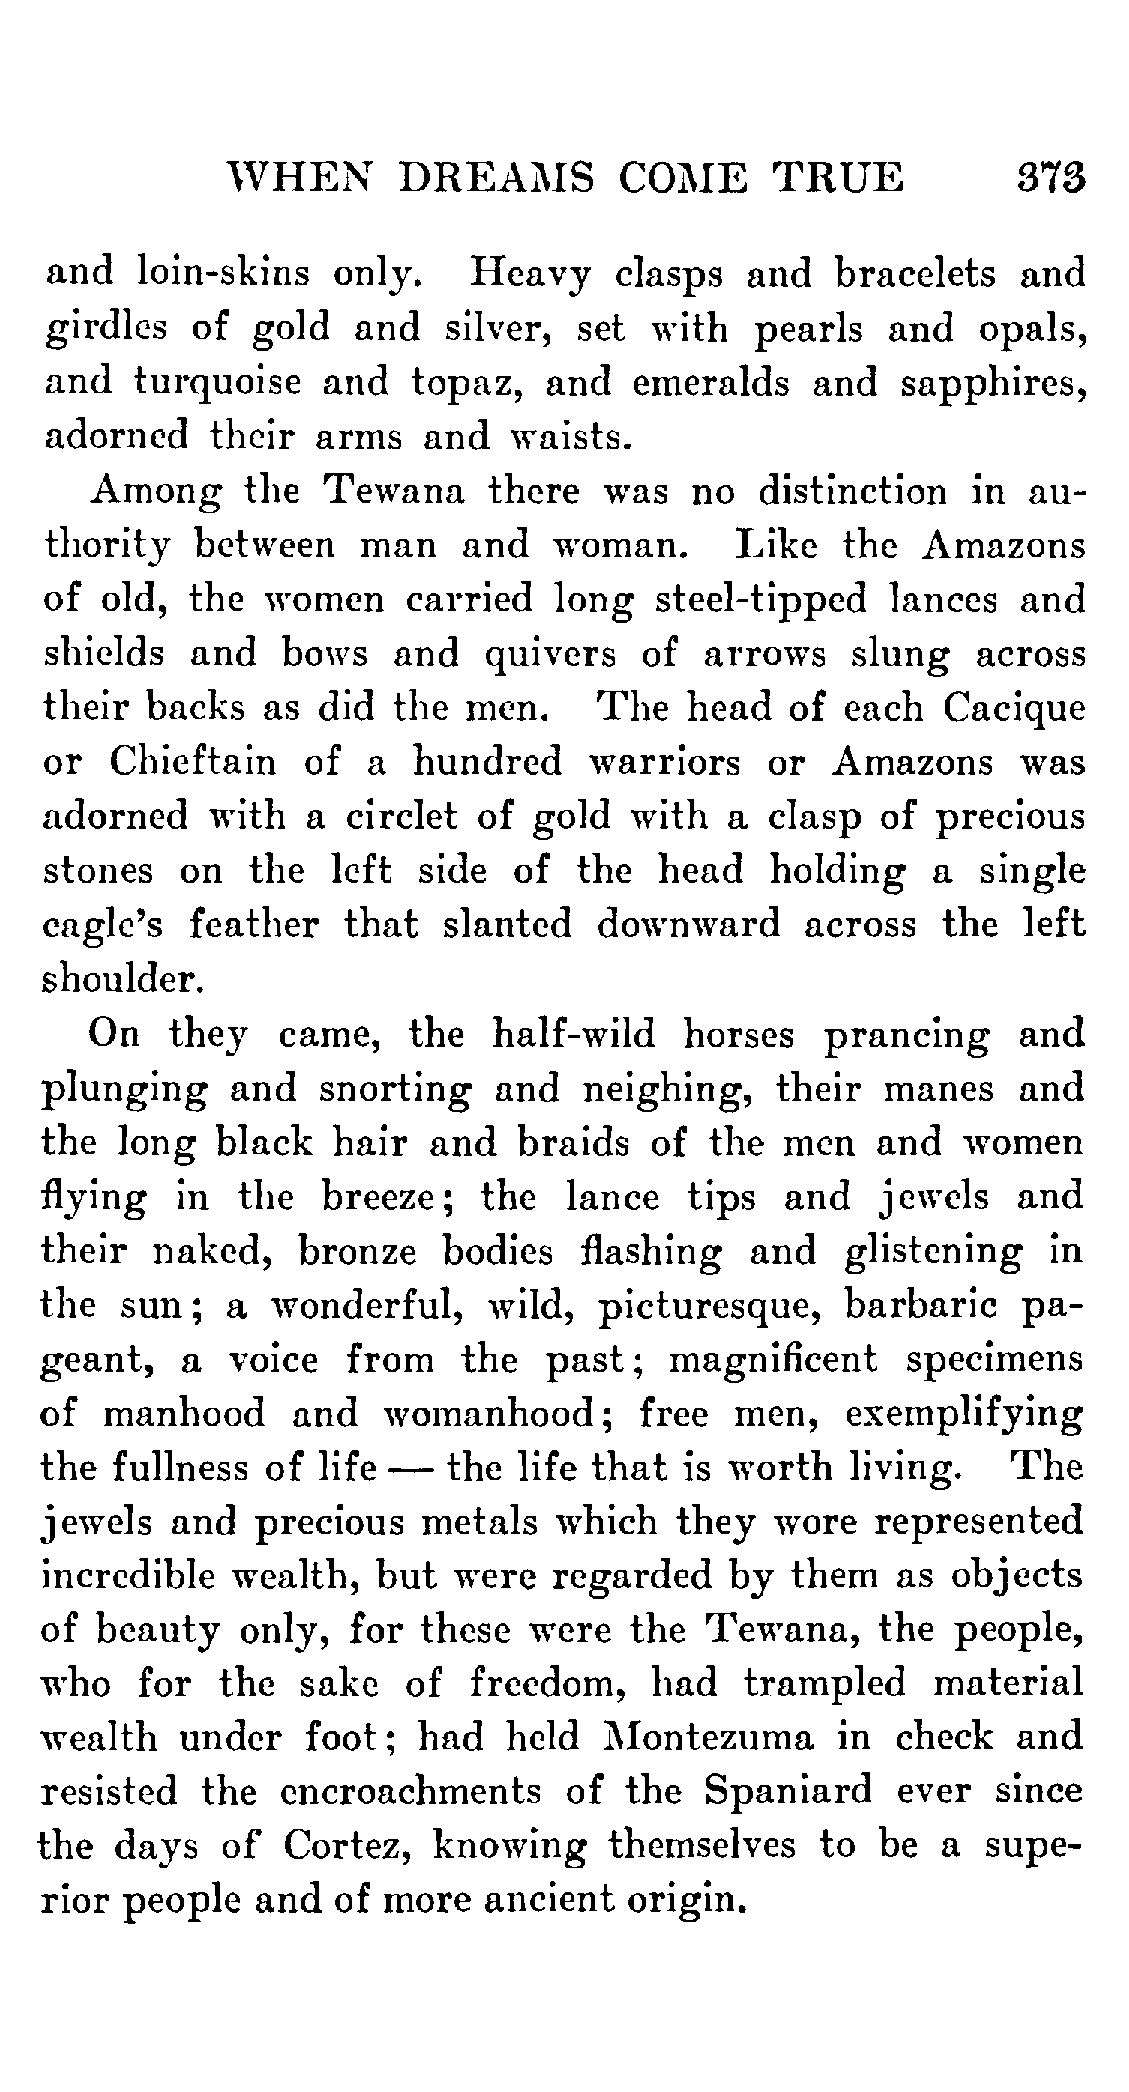 WHEN DREAMS COME TRUE 373
and loin-skins only. Heavy clasps and bracelets and
girdles of gold and silver, set with pearls and opals,
and turquoise and topaz, and emeralds and sapphires,
adorned their arms and waists.
Among the Tewana there was no distinction in au-
thority between man and woman. Like the Amazons
of old, the women carried long steel-tipped lances and
shields and bows and quivers of arrows slung across
their backs as did the men. The head of each Cacique
or Chieftain of a hundred warriors or Amazons was
adorned with a circlet of gold with a clasp of precious
stones on the left side of the head holding a single
eagle's feather that slanted downward across the left
shoulder.
On they came, the half-wild horses prancing and
plunging and snorting and neighing, their manes and
the long black hair and braids of the men and women
flying in the breeze; the lance tips and jewels and
their naked, bronze bodies flashing and glistening in
the sun; a wonderful, wild, picturesque, barbaric pa-
geant, a voice from the past; magnificent specimens
of manhood and womanhood; free men, exemplifying
the fullness of life — the life that is worth living. The
jewels and precious metals which they wore represented
incredible wealth, but were regarded by them as objects
of beauty only, for these were the Tewana, the people,
who for the sake of freedom, had trampled material
wealth under foot; had held Montezuma in check and
resisted the encroachments of the Spaniard ever since
the days of Cortez, knowing themselves to be a supe-
rior people and of more ancient origin.